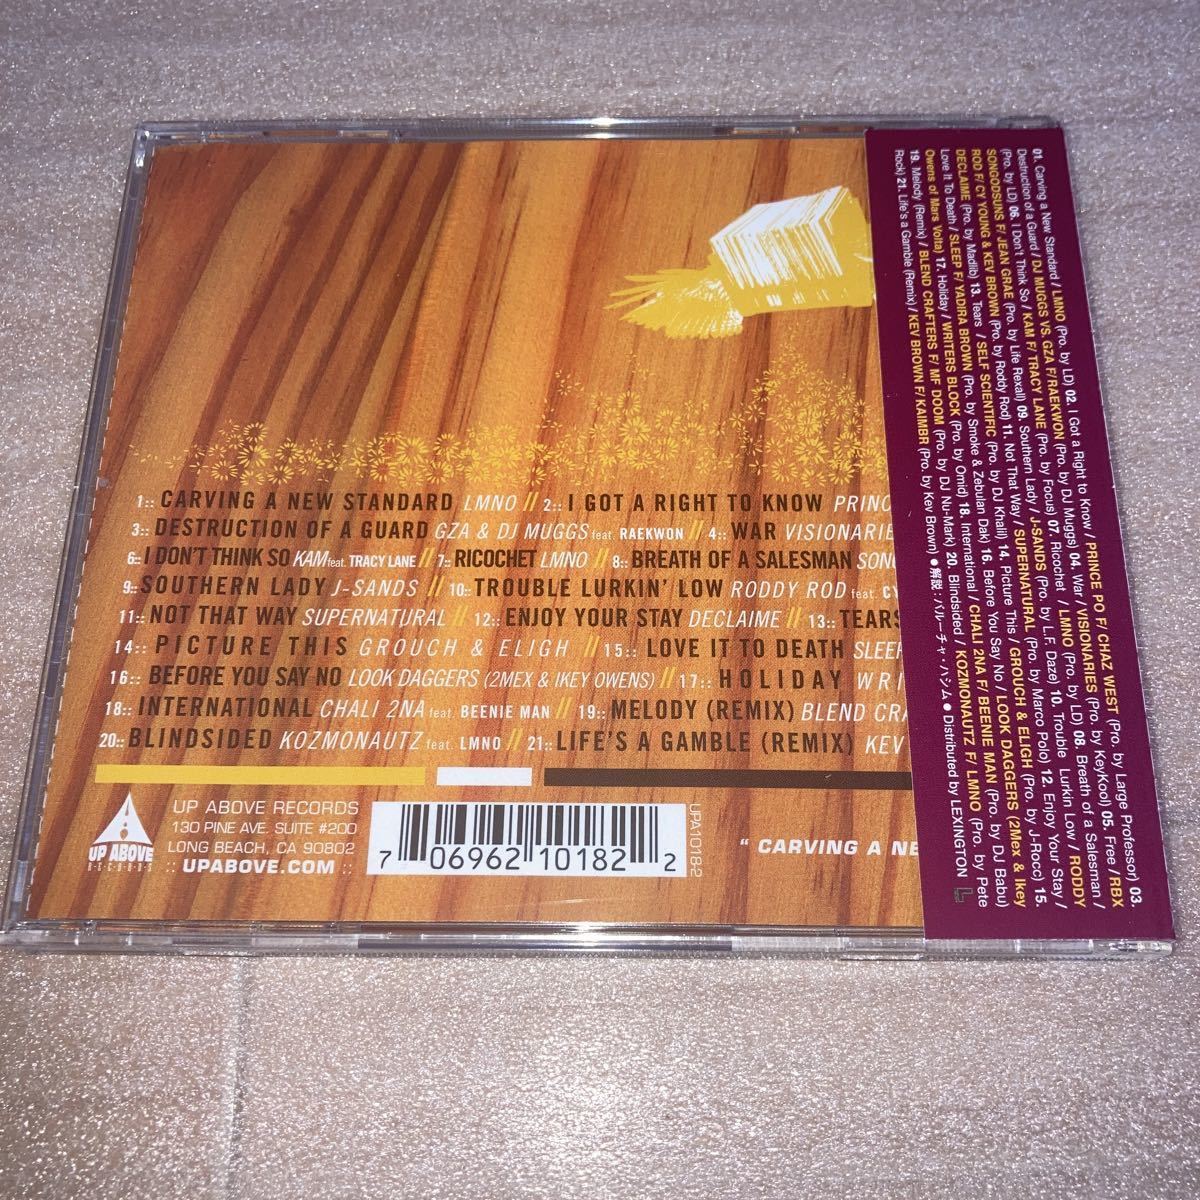 1:: CARVING A NEW STANDARD LMNO // 2:: I GOT A RIGHT TO KNOW PRINC
3:: DESTRUCTION OF A GUARD GZA & DJ MUGGS feat. RAEKWON // 4:: WAR VISIONARIE
6:: I DON'T THINK SO KAM feat. TRACY LANE // 7:: RICOCHET LMNO // 8:: BREATH OF A SALESMAN SONG
9:: SOUTHERN LADY J-SANDS // 10:: TROUBLE LURKIN' LOW RODDY ROD feat. CY
11:: NOT THAT WAY SUPERNATURAL // 12:: ENJOY YOUR STAY DECLAIME // 13:: TEARS
14:: PICTURE THIS GROUCH & ELIGH // 15:: LOVE IT TO DEATH SLEEP
16:: BEFORE YOU SAY NO LOOK DAGGERS (2MEX & IKEY OWENS) // 17:: HOLIDAY WRI
18:: INTERNATIONAL CHALI 2NA feat. BEENIE MAN // 19:: MELODY (REMIX) BLEND CRA
20:: BLINDSIDED KOZMONAUTZ feat. LMNO // 21:: LIFE'S A GAMBLE (REMIX) KEV
UP ABOVE
RECORDS
UP ABOVE RECORDS
130 PINE AVE. SUITE #200
LONG BEACH, CA 90802
:: UPABOVE.COM ::
7 06962 10182 2
UPA10182
" CARVING A NE
01. Carving a New Standard / LMNO (Pro. by LD) 02. I Got a Right to Know / PRINCE PO F/ CHAZ WEST (Pro. by Large Professor) 03.
Destruction of a Guard / DJ MUGGS VS. GZA F/ RAEKWON (Pro. by DJ Muggs) 04. War / VISIONARIES (Pro. by KeyKool) 05. Free / RBX
(Pro. by LD) 06. I Don't Think So / KAM F/ TRACY LANE (Pro. by Focus) 07. Ricochet / LMNO (Pro. by LD) 08. Breath of a Salesman /
SONGODSUNS F/ JEAN GRAE (Pro. by Life Rexall) 09. Southern Lady / J-SANDS (Pro. by L.F. Daze) 10. Trouble Lurkin Low / RODDY
ROD F/ CY YOUNG & KEV BROWN (Pro. by Roddy Rod) 11. Not That Way / SUPERNATURAL (Pro. by Marco Polo) 12. Enjoy Your Stay /
DECLAIME (Pro. by Madlib) 13. Tears / SELF SCIENTIFIC (Pro. by DJ Khalil) 14. Picture This / GROUCH & ELIGH (Pro. by J-Rocc) 15.
Love It To Death / SLEEP F/ YADIRA BROWN (Pro. by Smoke & Zebulan Dak) 16. Before You Say No / LOOK DAGGERS (2Mex & Ikey
Owens of Mars Volta) 17. Holiday / WRITERS BLOCK (Pro. by Omid) 18. International / CHALI 2NA F/ BEENIE MAN (Pro. by DJ Babu)
19. Melody (Remix) / BLEND CRAFTERS F/ MF DOOM (Pro. by DJ Nu-Mark) 20. Blindsided / KOZMONAUTZ F/ LMNO (Pro. by Pete
Rock) 21. Life's a Gamble (Remix) / KEV BROWN F/ KAIMBR (Pro. by Kev Brown) ●解説：バルーチャ・ハシム ● Distributed by LEXINGTON